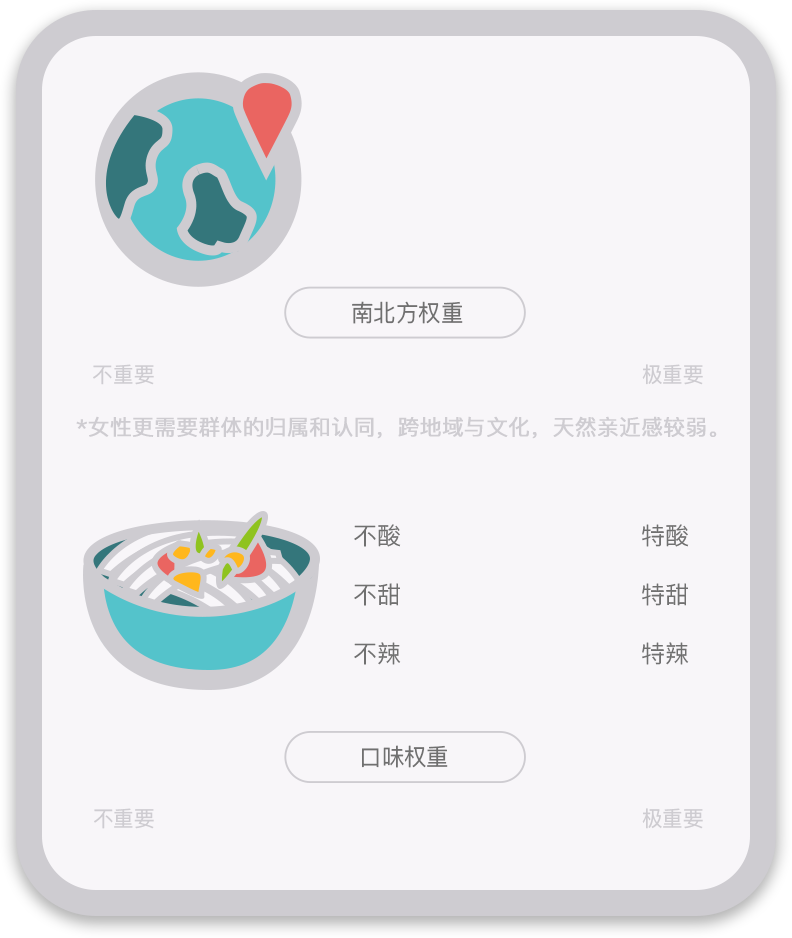 南北方权重
不重要 极重要
*女性更需要群体的归属和认同，跨地域与文化，天然亲近感较弱。
不酸 特酸
不甜 特甜
不辣 特辣
口味权重
不重要 极重要